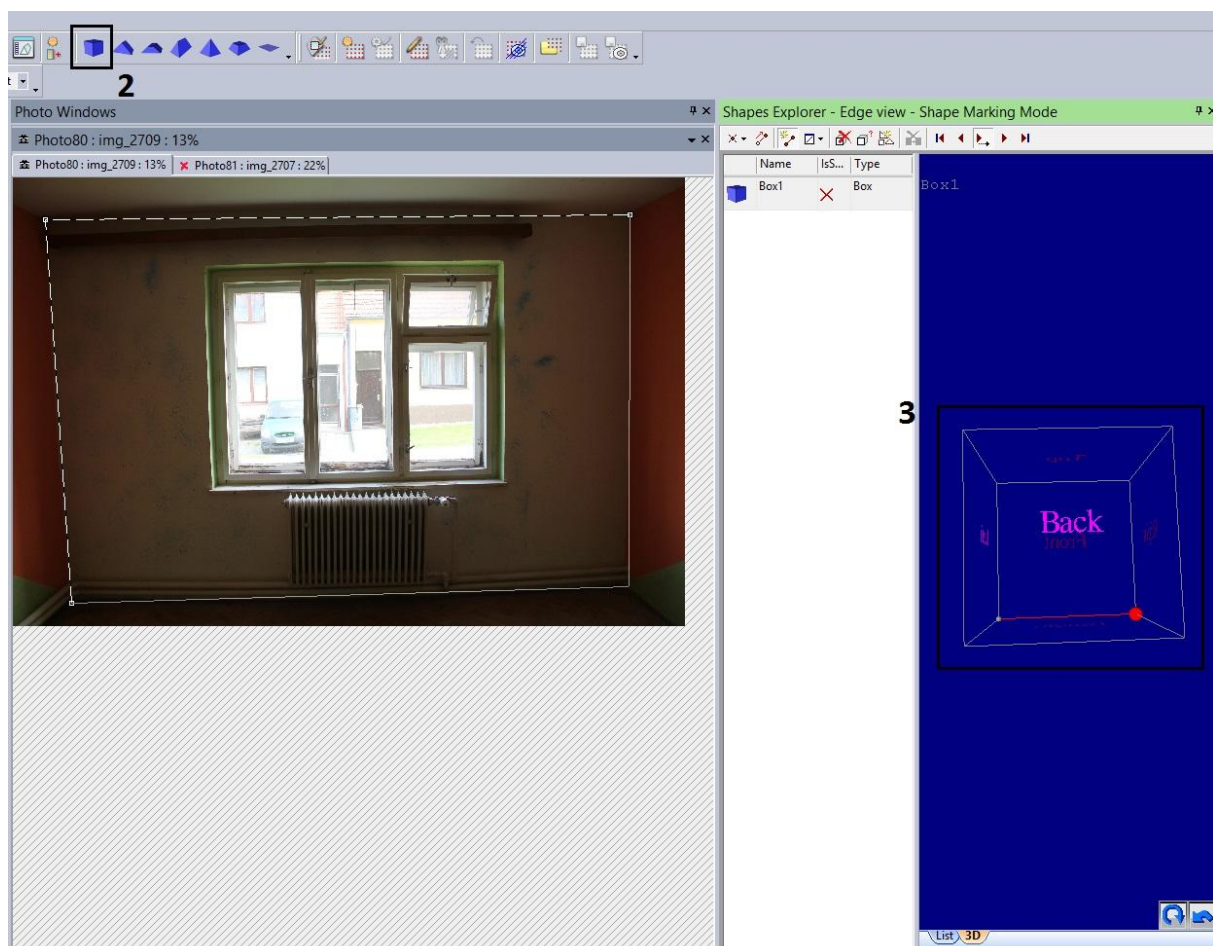 2
t
Photo Windows
Shapes Explorer - Edge view - Shape Marking Mode
Photo80 : img_2709 : 13%
Photo80 : img_2709 : 13%
Photo81 : img_2707 : 22%
Name IsS... Type
Box1 Box
Box1
3
Back
Front
List 3D